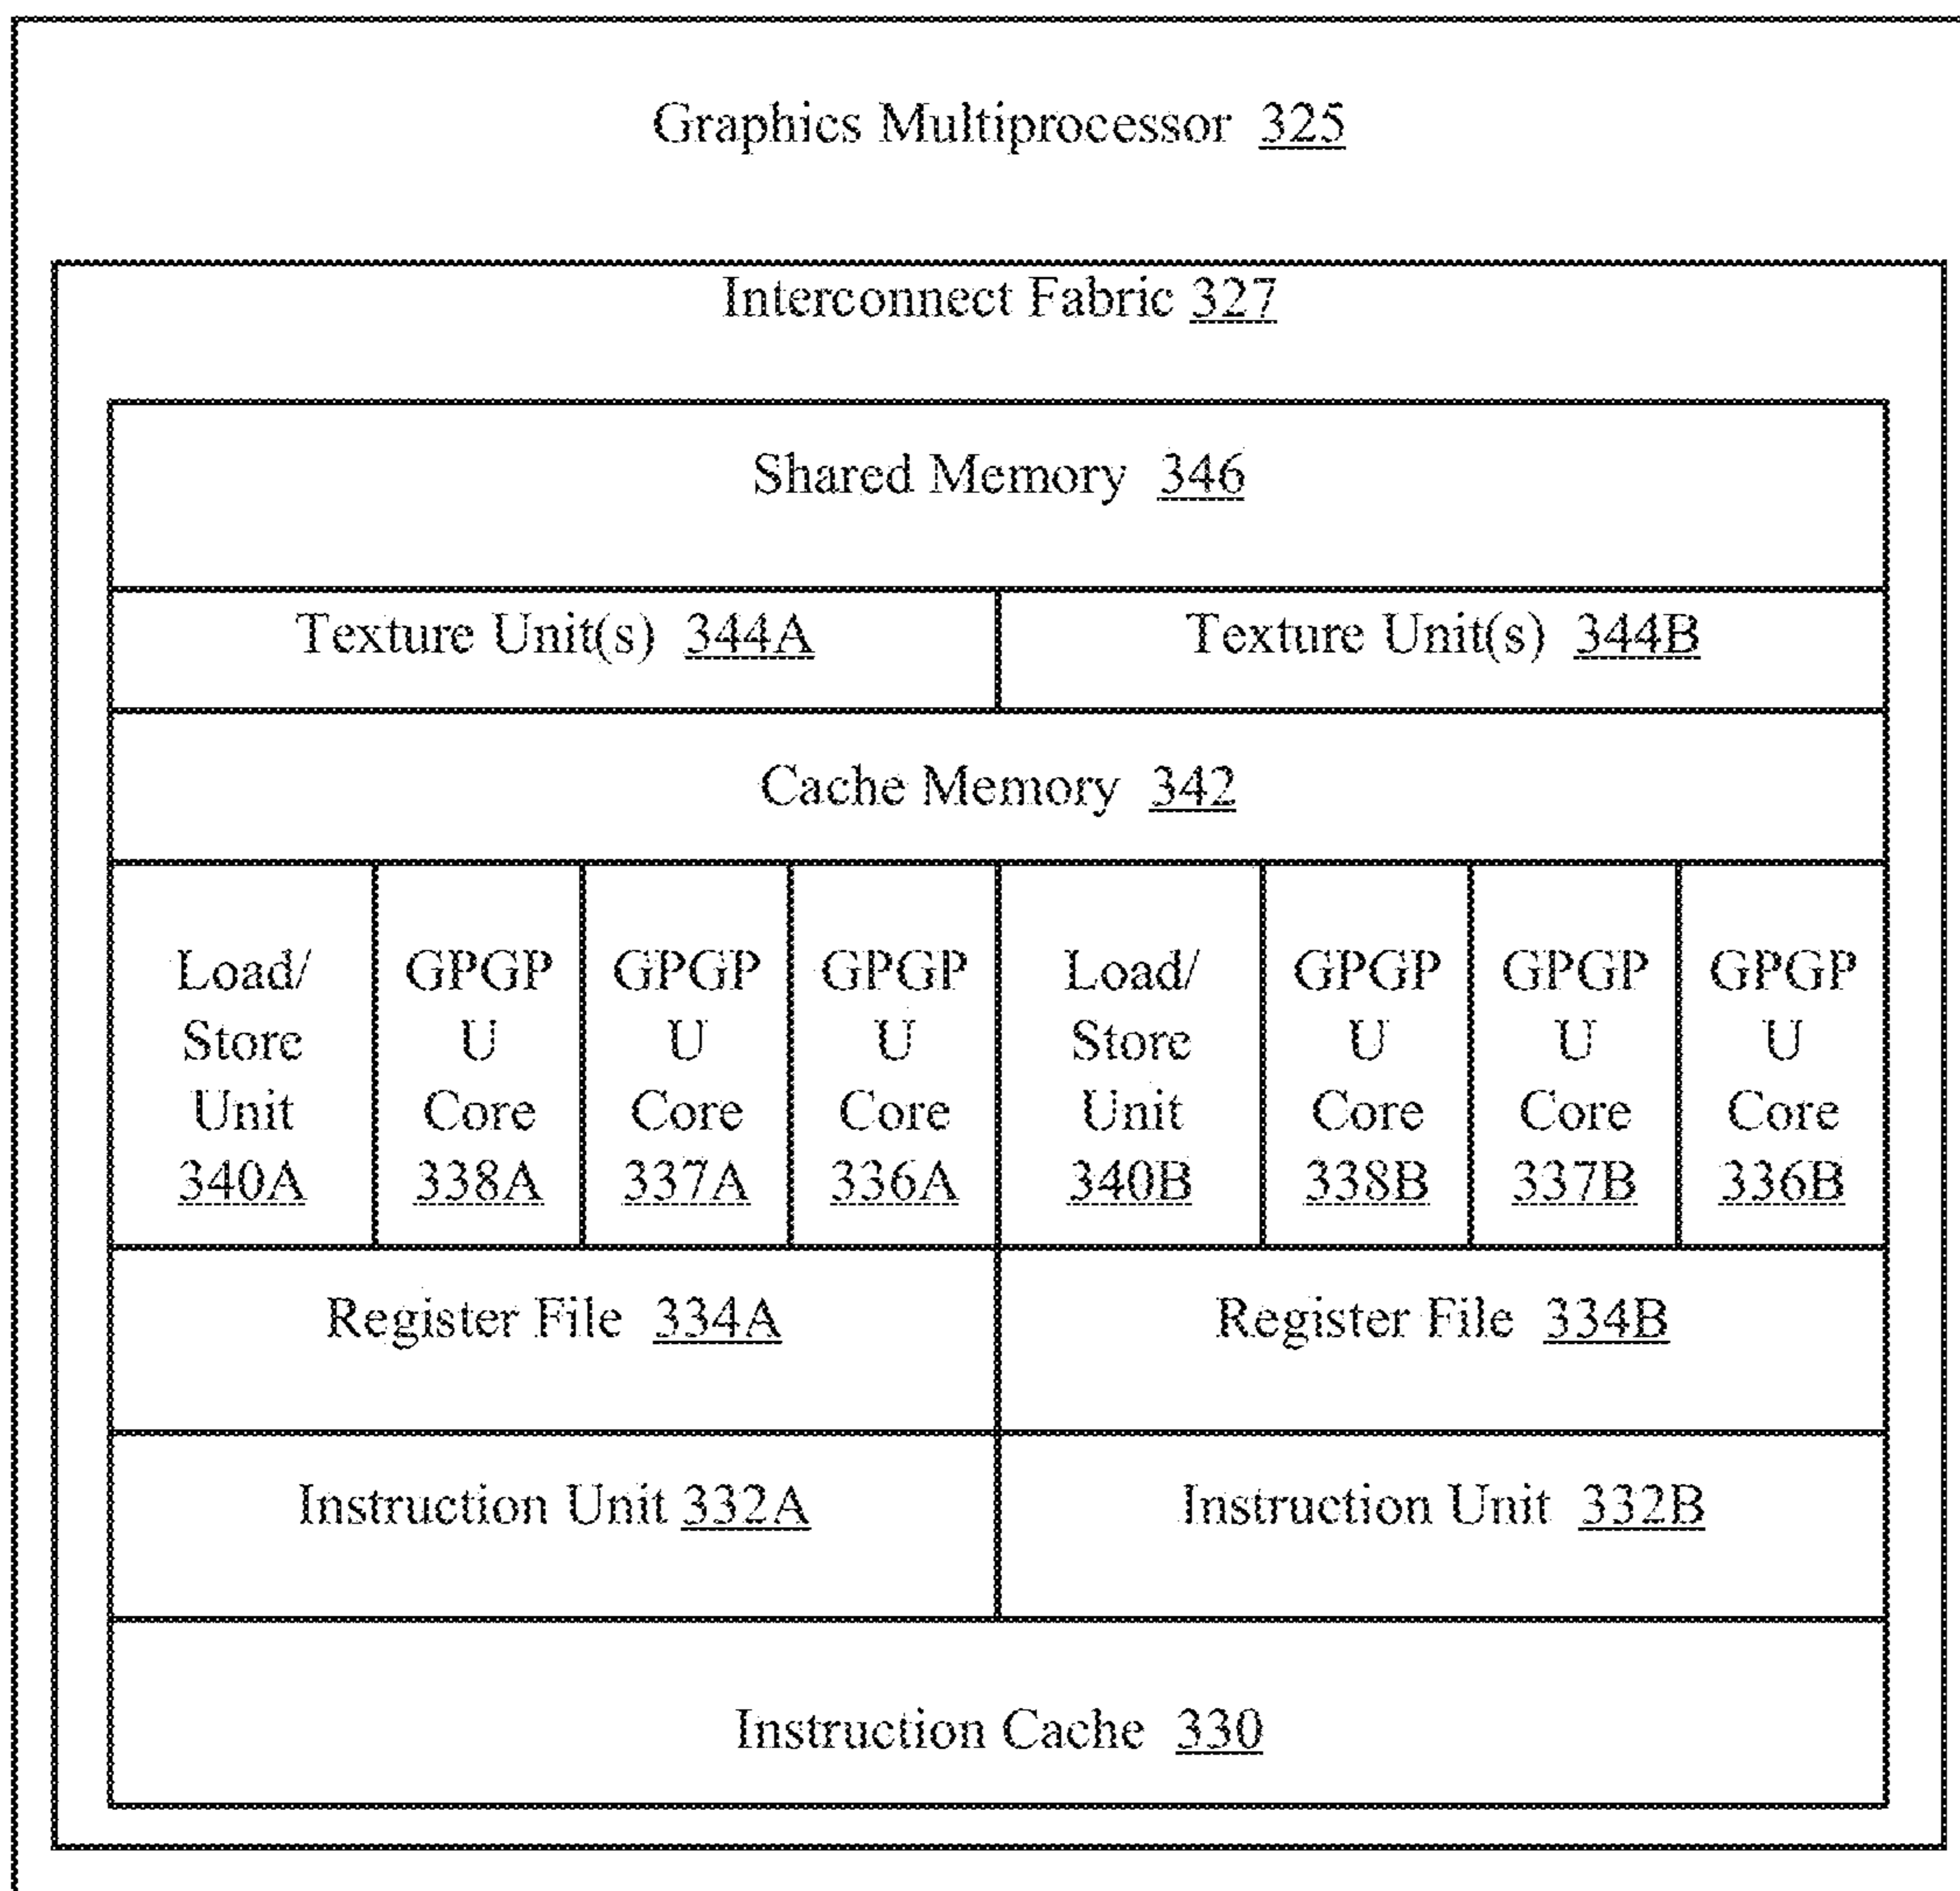 Graphics Multiprocessor 325
Interconnect Fabric 327
Shared Memory 346
Texture Unit(s) 344A
Texture Unit(s) 344B
Cache Memory 342
Load/
Store
Unit
340A
GPGP
U
Core
338A
GPGP
U
Core
337A
GPGP
U
Core
336A
Load/
Store
Unit
340B
GPGP
U
Core
338B
GPGP
U
Core
337B
GPGP
U
Core
336B
Register File 334A
Register File 334B
Instruction Unit 332A
Instruction Unit 332B
Instruction Cache 330